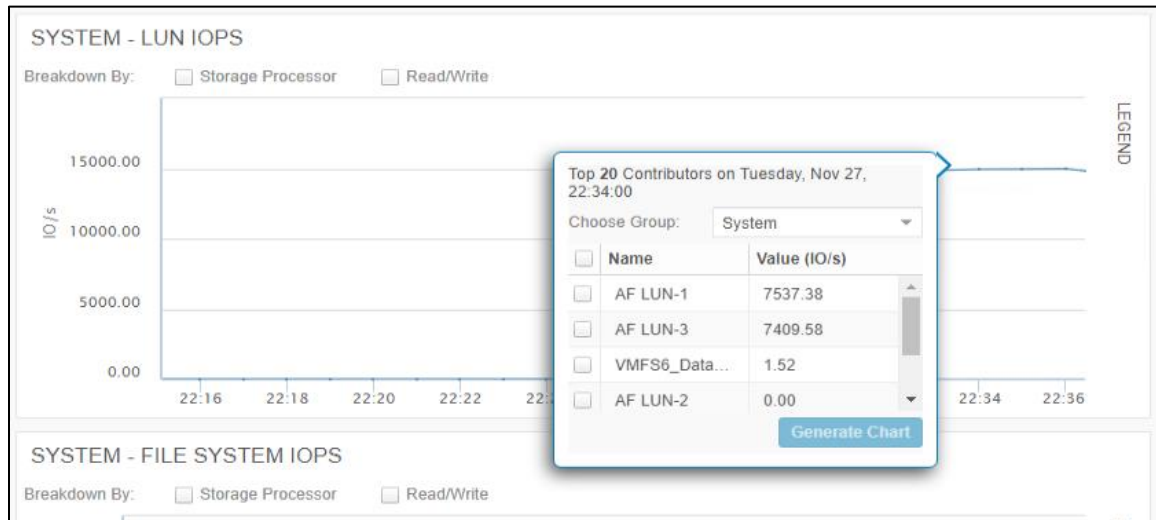 SYSTEM - LUN IOPS
Breakdown By: Storage Processor Read/Write
LEGEND
15000.00
10000.00
5000.00
0.00
IO/s
22:16 22:18 22:20 22:22 22:34 22:36
Top 20 Contributors on Tuesday, Nov 27,
22:34:00
Choose Group: System
Name Value (IO/s)
AF LUN-1 7537.38
AF LUN-3 7409.58
VMFS6_Data... 1.52
AF LUN-2 0.00
Generate Chart
SYSTEM - FILE SYSTEM IOPS
Breakdown By: Storage Processor Read/Write